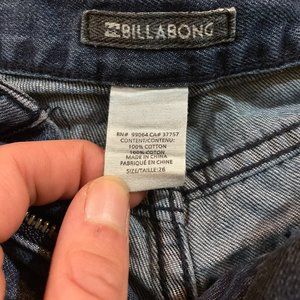 BILLABONG
RN# 99064 CA# 37757
CONTENT/CONTENU:
100% COTTON
100% COTON
MADE IN CHINA
FABRIQUÉ EN CHINE
SIZE/TAILLE: 26